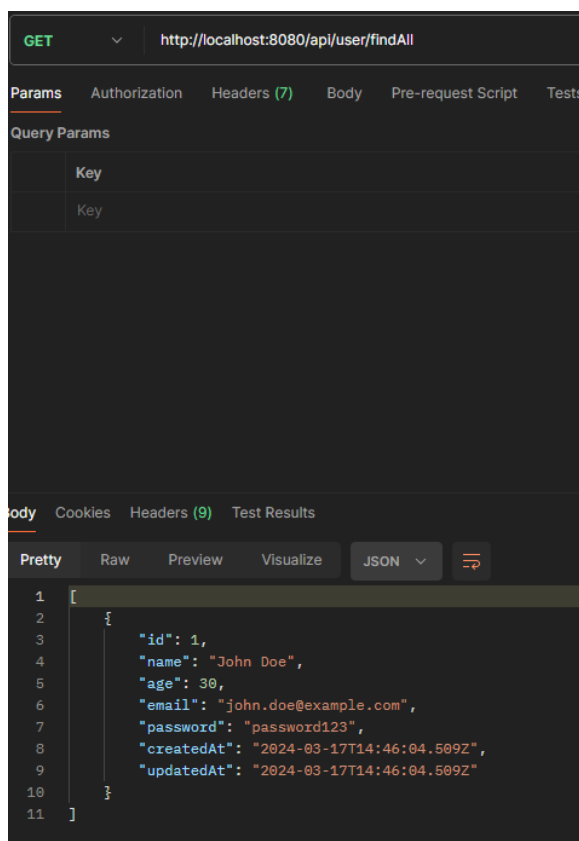 GET http://localhost:8080/api/user/findAll
Params Authorization Headers (7) Body Pre-request Script Tests
Query Params
Key
Key
Body Cookies Headers (9) Test Results
Pretty Raw Preview Visualize JSON
1 [
2 {
3 "id": 1,
4 "name": "John Doe",
5 "age": 30,
6 "email": "john.doe@example.com",
7 "password": "password123",
8 "createdAt": "2024-03-17T14:46:04.509Z",
9 "updatedAt": "2024-03-17T14:46:04.509Z"
10 }
11 ]